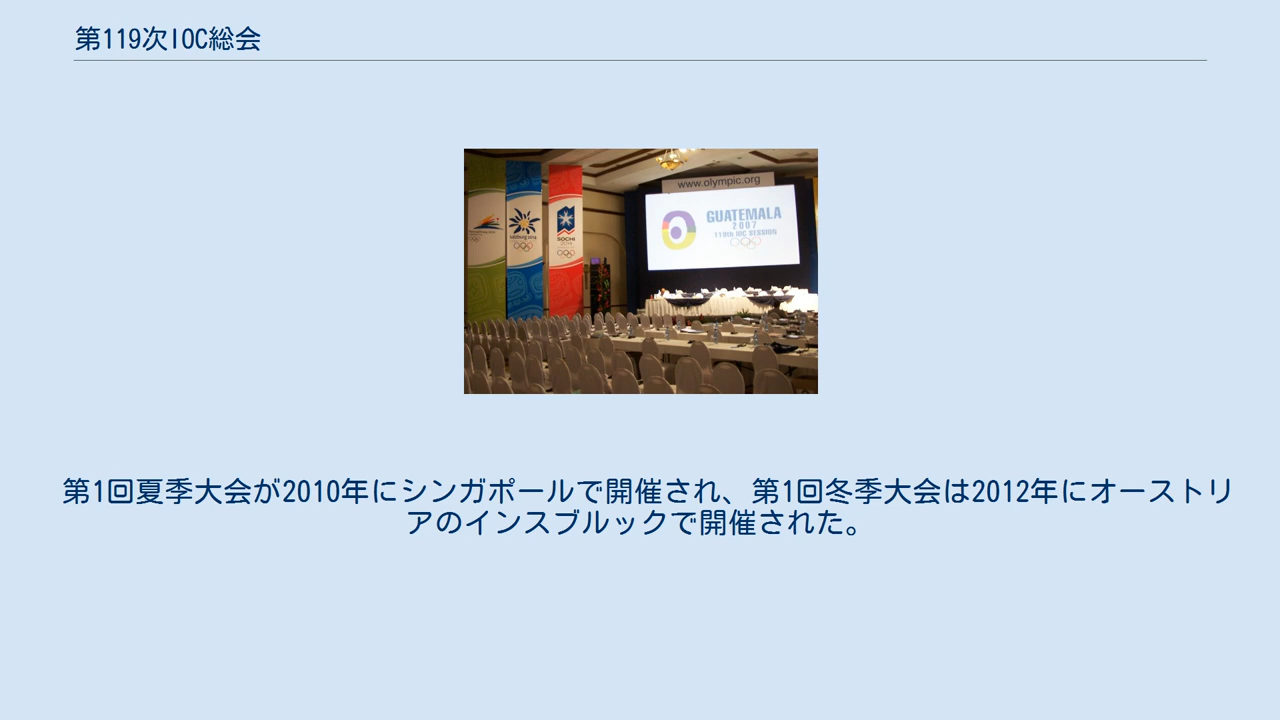 第119次IOC総会
www.olympic.org
GUATEMALA
2007
119th IOC SESSION
salzburg 2014
SOCHI
2014
第1回夏季大会が2010年にシンガポールで開催され、第1回冬季大会は2012年にオーストリ
アのインスブルックで開催された。